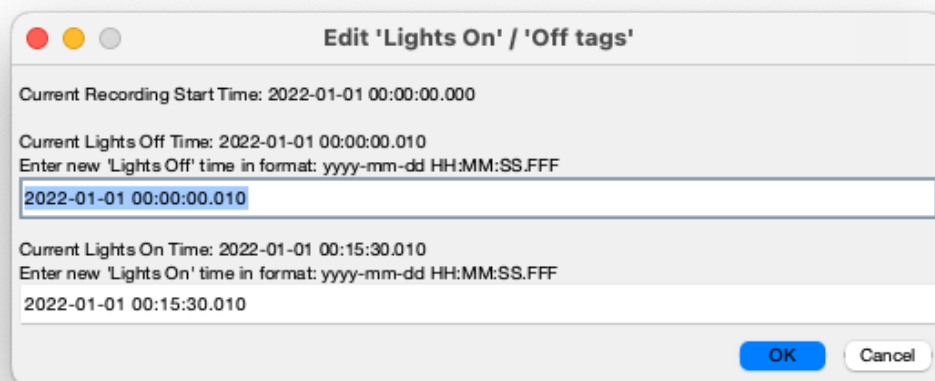 Edit 'Lights On' / 'Off tags'
Current Recording Start Time: 2022-01-01 00:00:00.000
Current Lights Off Time: 2022-01-01 00:00:00.010
Enter new 'Lights Off' time in format: yyyy-mm-dd HH:MM:SS.FFF
2022-01-01 00:00:00.010
Current Lights On Time: 2022-01-01 00:15:30.010
Enter new 'Lights On' time in format: yyyy-mm-dd HH:MM:SS.FFF
2022-01-01 00:15:30.010
OK Cancel